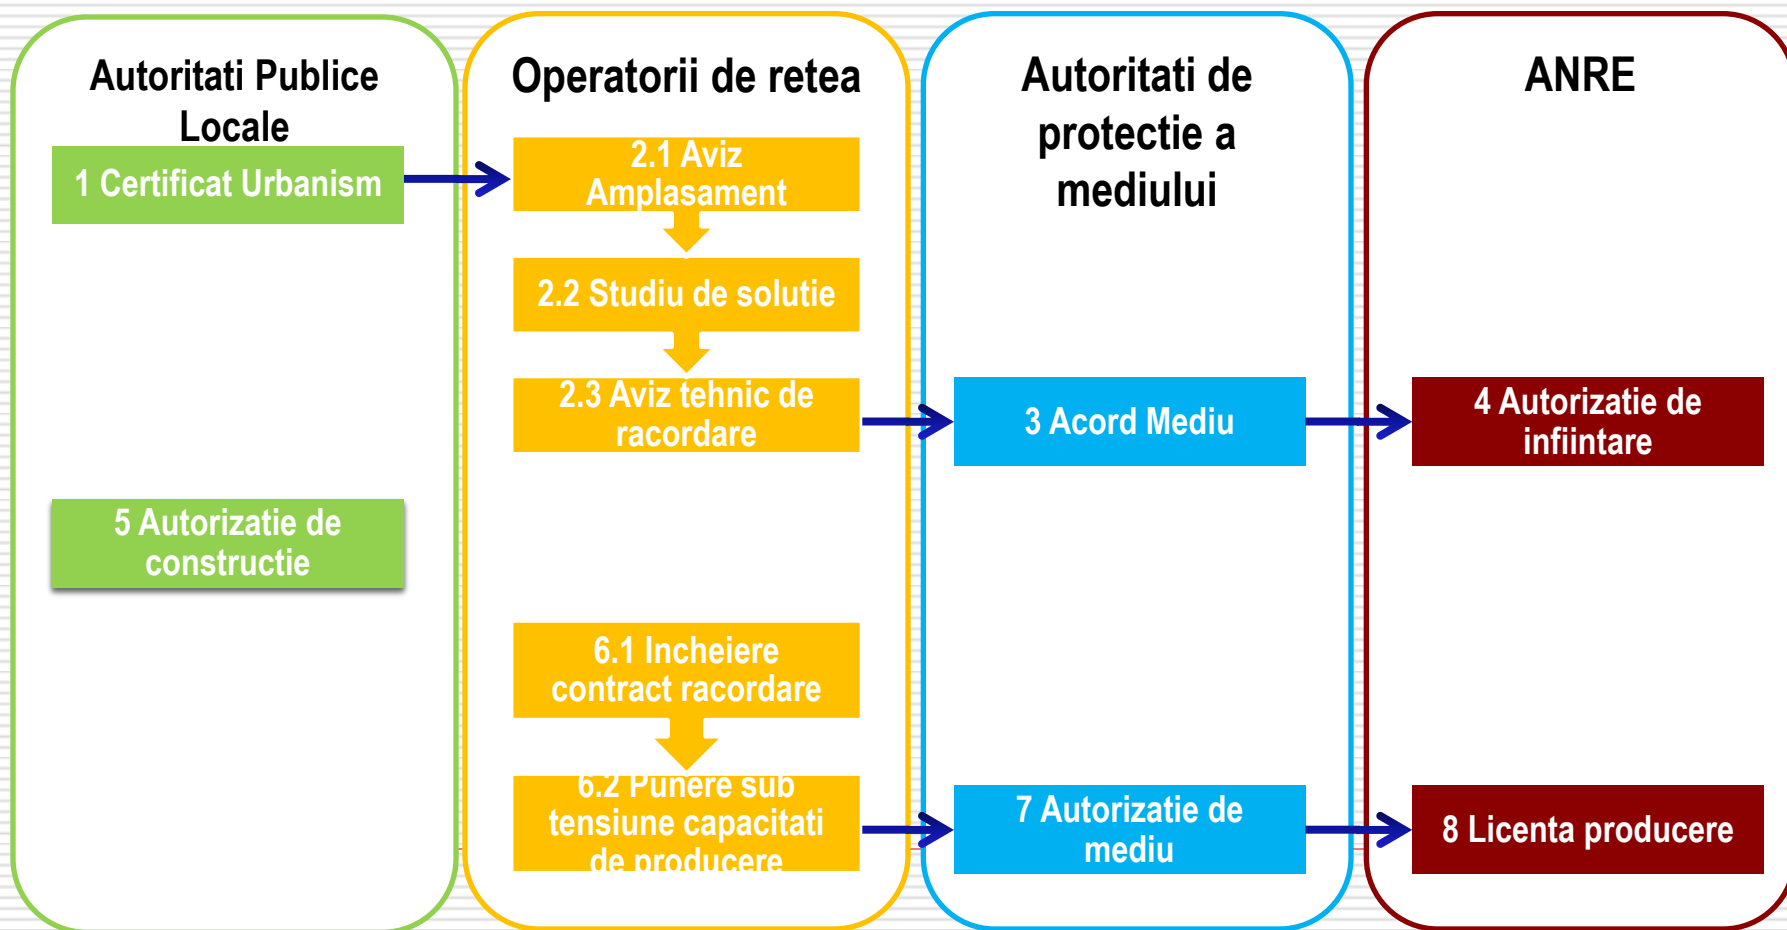 Autoritati Publice
Locale
1 Certificat Urbanism
5 Autorizatie de
constructie
Operatorii de retea
2.1 Aviz
Amplasament
2.2 Studiu de solutie
2.3 Aviz tehnic de
racordare
6.1 Incheiere
contract racordare
6.2 Punere sub
tensiune capacitati
de producere
Autoritati de
protectie a
mediului
3 Acord Mediu
7 Autorizatie de
mediu
ANRE
4 Autorizatie de
infiintare
8 Licenta producere